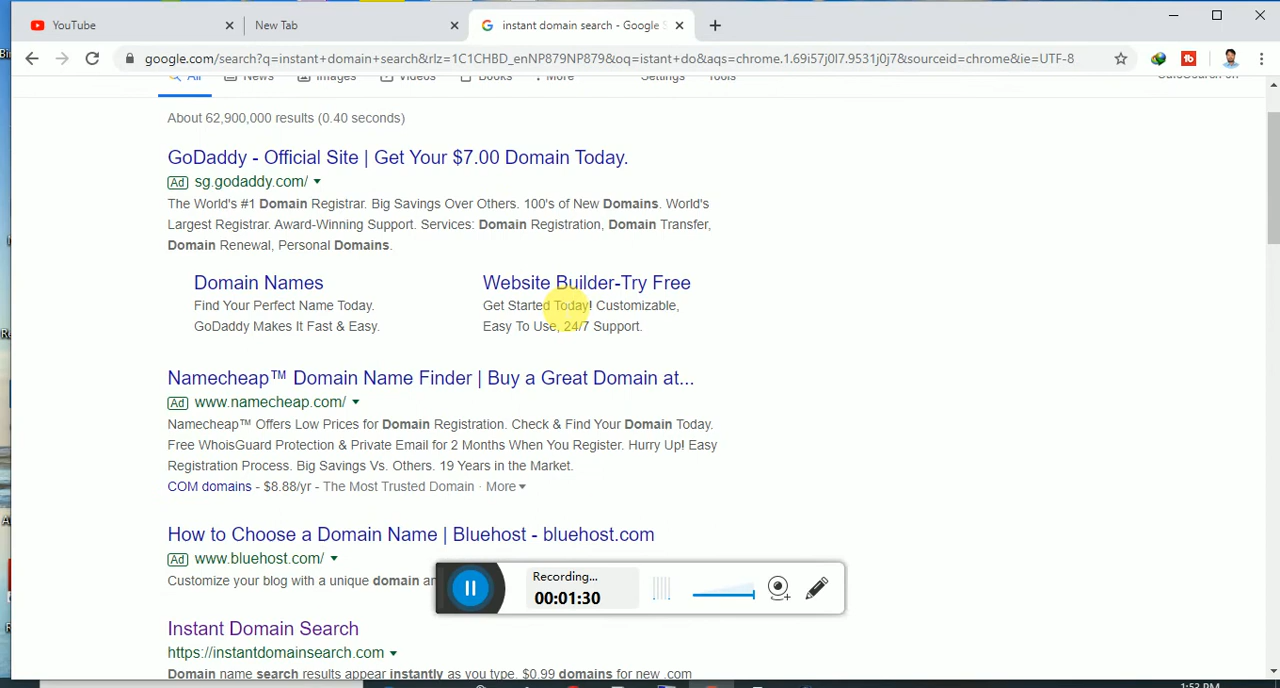 YouTube
New Tab
instant domain search - Google S
google.com/search?q=instant+domain+search&rlz=1C1CHBD_enNP879NP879&oq=istant+do&aqs=chrome.1.69i57j0l7.9531j0j7&sourceid=chrome&ie=UTF-8
All News Images Videos Books More Settings Tools
About 62,900,000 results (0.40 seconds)
GoDaddy - Official Site | Get Your $7.00 Domain Today.
Ad sg.godaddy.com/
The World's #1 Domain Registrar. Big Savings Over Others. 100's of New Domains. World's
Largest Registrar. Award-Winning Support. Services: Domain Registration, Domain Transfer,
Domain Renewal, Personal Domains.
Domain Names
Find Your Perfect Name Today.
GoDaddy Makes It Fast & Easy.
Website Builder-Try Free
Get Started Today! Customizable,
Easy To Use, 24/7 Support.
Namecheap™ Domain Name Finder | Buy a Great Domain at...
Ad www.namecheap.com/
Namecheap™ Offers Low Prices for Domain Registration. Check & Find Your Domain Today.
Free WhoisGuard Protection & Private Email for 2 Months When You Register. Hurry Up! Easy
Registration Process. Big Savings Vs. Others. 19 Years in the Market.
COM domains - $8.88/yr - The Most Trusted Domain · More
How to Choose a Domain Name | Bluehost - bluehost.com
Ad www.bluehost.com/
Customize your blog with a unique domain
Recording...
00:01:30
Instant Domain Search
https://instantdomainsearch.com
Domain name search results appear instantly as you type. $0.99 domains for new .com
1:53 PM